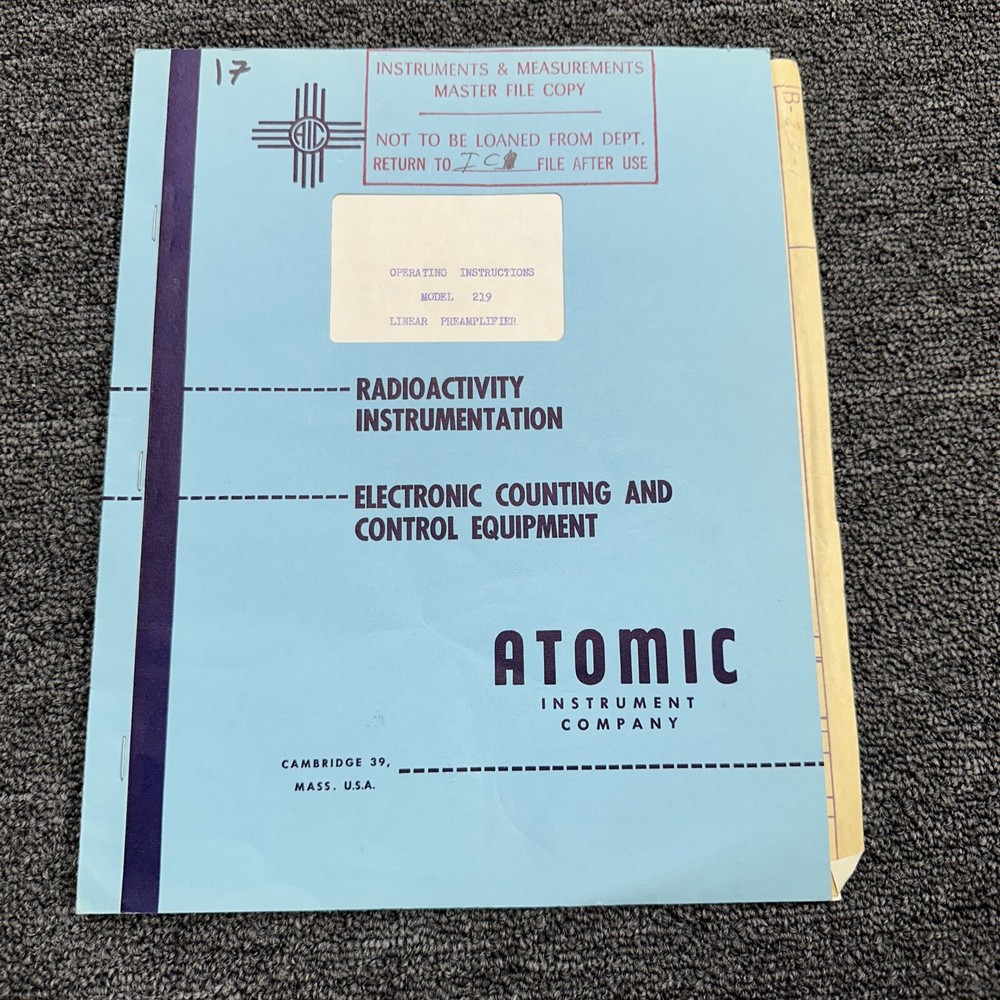 17
AIC
INSTRUMENTS & MEASUREMENTS
MASTER FILE COPY
NOT TO BE LOANED FROM DEPT.
RETURN TO IC FILE AFTER USE
OPERATING INSTRUCTIONS
MODEL 219
LINEAR PREAMPLIFIER
RADIOACTIVITY
INSTRUMENTATION
ELECTRONIC COUNTING AND
CONTROL EQUIPMENT
ATOMIC
INSTRUMENT
COMPANY
CAMBRIDGE 39,
MASS. U.S.A.